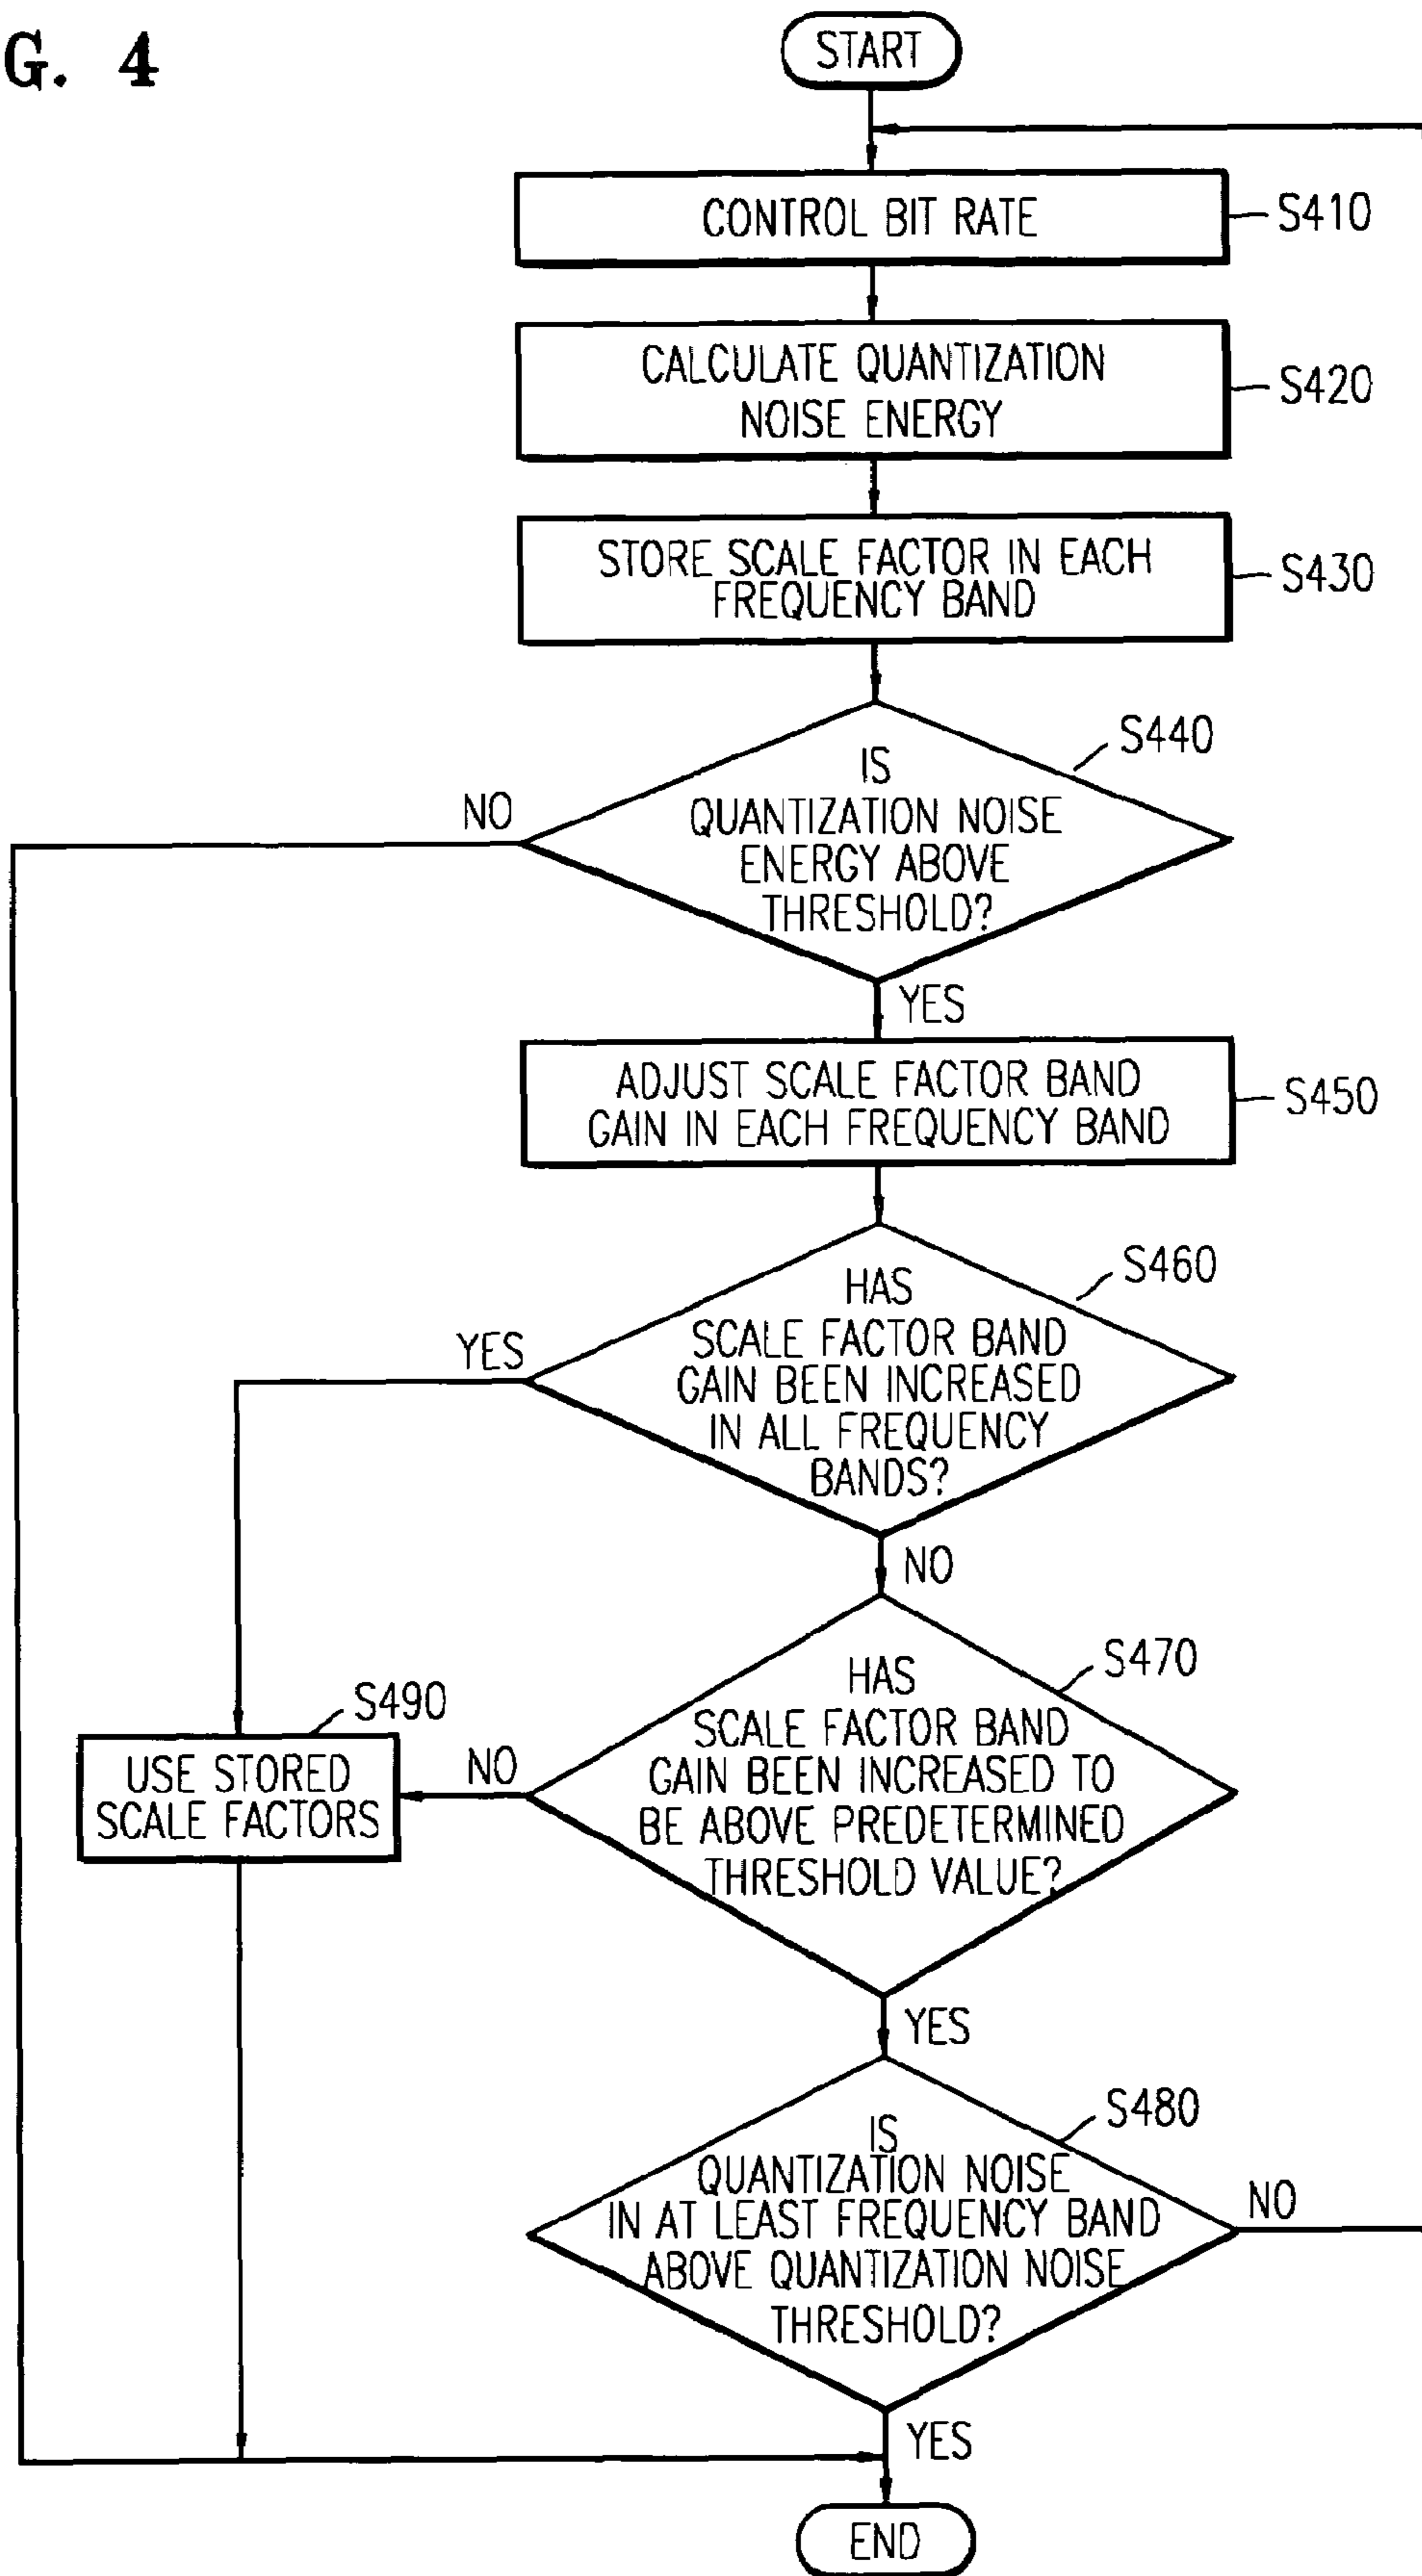 G. 4
START
CONTROL BIT RATE
S410
CALCULATE QUANTIZATION
NOISE ENERGY
S420
STORE SCALE FACTOR IN EACH
FREQUENCY BAND
S430
S440
IS
QUANTIZATION NOISE
ENERGY ABOVE
THRESHOLD?
NO
YES
ADJUST SCALE FACTOR BAND
GAIN IN EACH FREQUENCY BAND
S450
S460
HAS
SCALE FACTOR BAND
GAIN BEEN INCREASED
IN ALL FREQUENCY
BANDS?
YES
NO
S470
HAS
SCALE FACTOR BAND
GAIN BEEN INCREASED TO
BE ABOVE PREDETERMINED
THRESHOLD VALUE?
NO
S490
USE STORED
SCALE FACTORS
YES
S480
IS
QUANTIZATION NOISE
IN AT LEAST FREQUENCY BAND
ABOVE QUANTIZATION NOISE
THRESHOLD?
NO
YES
END